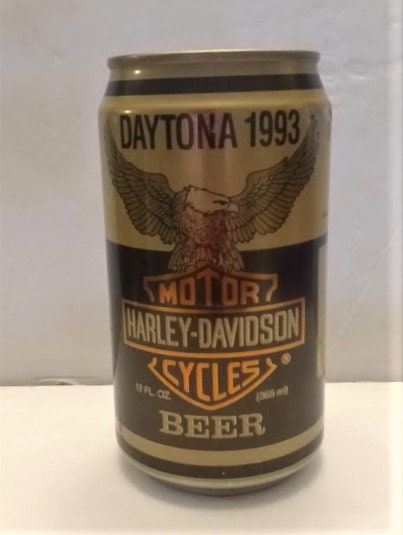 DAYTONA 1993
MOTOR
HARLEY-DAVIDSON
CYCLES ®
12 FL. OZ. (355 ml)
BEER